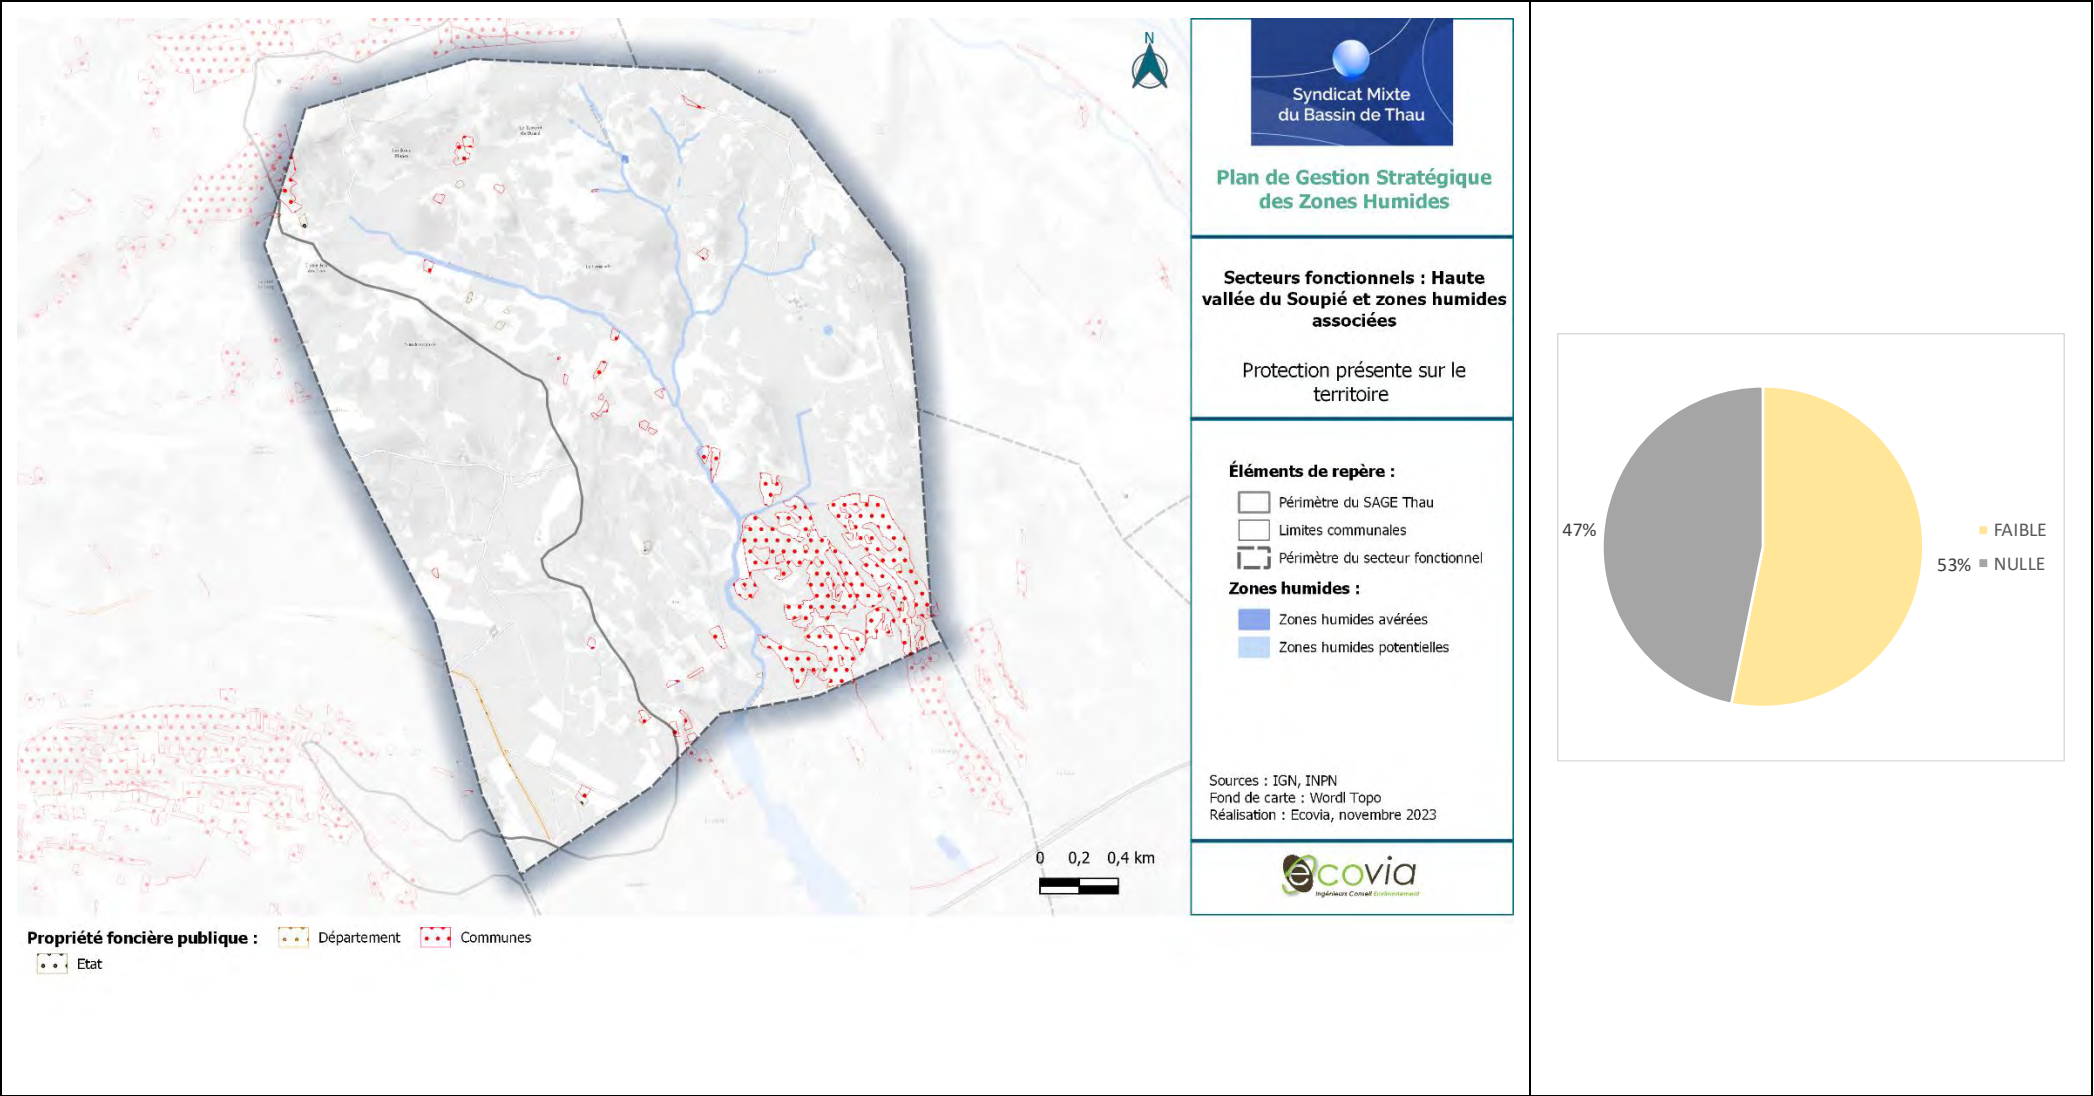 N
Syndicat Mixte
du Bassin de Thau
Plan de Gestion Stratégique
des Zones Humides
Secteurs fonctionnels : Haute
vallée du Soupié et zones humides
associées
Protection présente sur le
territoire
Éléments de repère :
Périmètre du SAGE Thau
Limites communales
Périmètre du secteur fonctionnel
Zones humides :
Zones humides avérées
Zones humides potentielles
Sources : IGN, INPN
Fond de carte : Wordl Topo
Réalisation : Ecovia, novembre 2023
0 0,2 0,4 km
ecovia
Ingénieurs Conseil Environnement
Propriété foncière publique :
Département
Communes
Etat
47%
53%
FAIBLE
NULLE